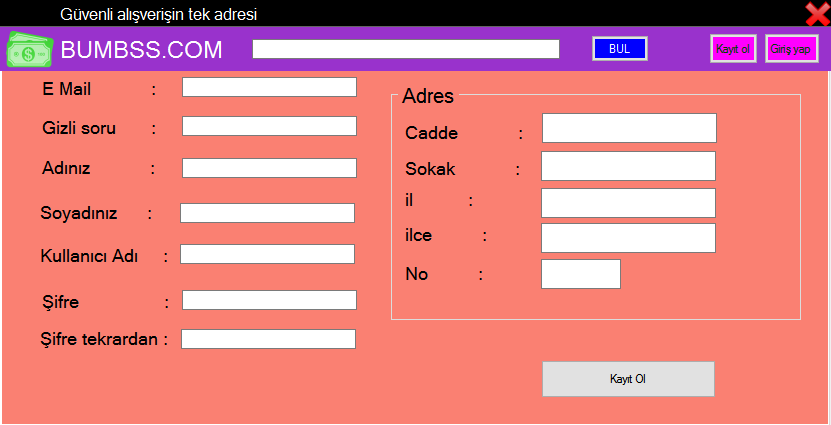 Güvenli alışverişin tek adresi
BUMBSS.COM
BUL
Kayıt ol
Giriş yap
E Mail :
Gizli soru :
Adınız :
Soyadınız :
Kullanıcı Adı :
Şifre :
Şifre tekrardan :
Adres
Cadde :
Sokak :
il :
ilce :
No :
Kayıt Ol